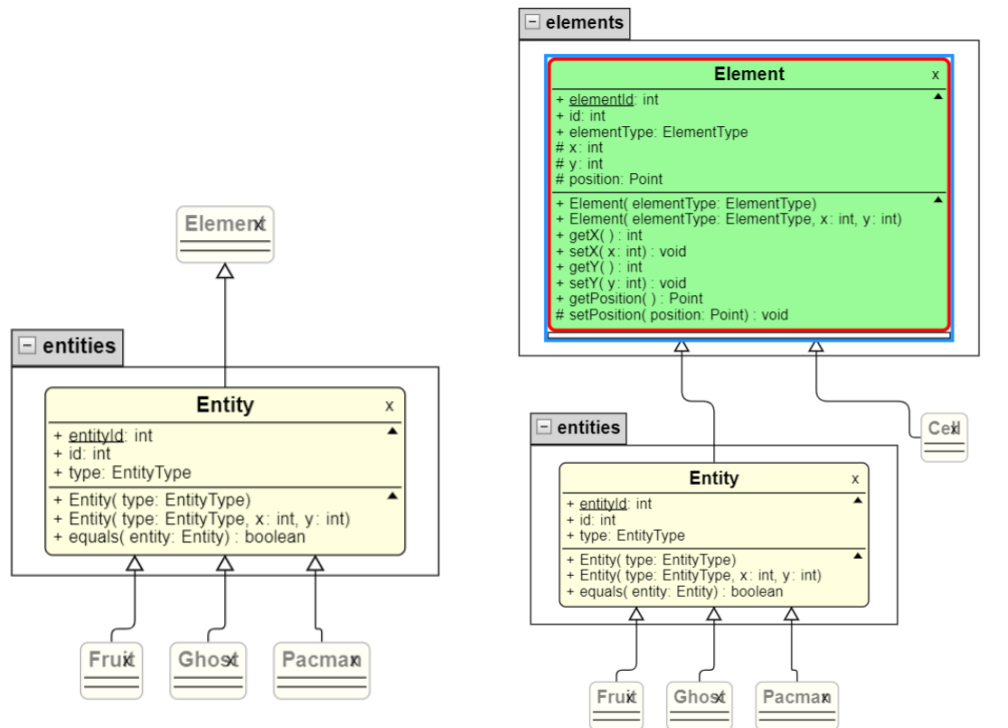 Element
entities
Entity x
+ entityId: int
+ id: int
+ type: EntityType
+ Entity( type: EntityType)
+ Entity( type: EntityType, x: int, y: int)
+ equals( entity: Entity) : boolean
Fruit
Ghost
Pacman
elements
Element x
+ elementId: int
+ id: int
+ elementType: ElementType
# x: int
# y: int
# position: Point
+ Element( elementType: ElementType)
+ Element( elementType: ElementType, x: int, y: int)
+ getX( ) : int
+ setX( x: int) : void
+ getY( ) : int
+ setY( y: int) : void
+ getPosition( ) : Point
# setPosition( position: Point) : void
Cell
entities
Entity x
+ entityId: int
+ id: int
+ type: EntityType
+ Entity( type: EntityType)
+ Entity( type: EntityType, x: int, y: int)
+ equals( entity: Entity) : boolean
Fruit
Ghost
Pacman